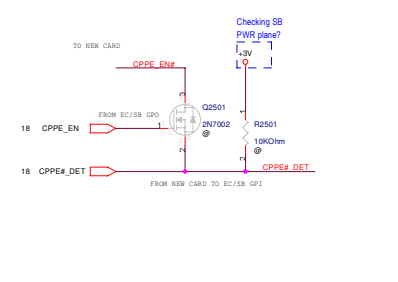 Checking SB
PWR plane?
TO NEW CARD
+3V
CPPE_EN#
3
Q2501
1
FROM EC/SB GPO
2N7002
R2501
18 CPPE_EN
1
@
10KOhm
2
@
2
18 CPPE#_DET
CPPE#_DET
FROM NEW CARD TO EC/SB GPI